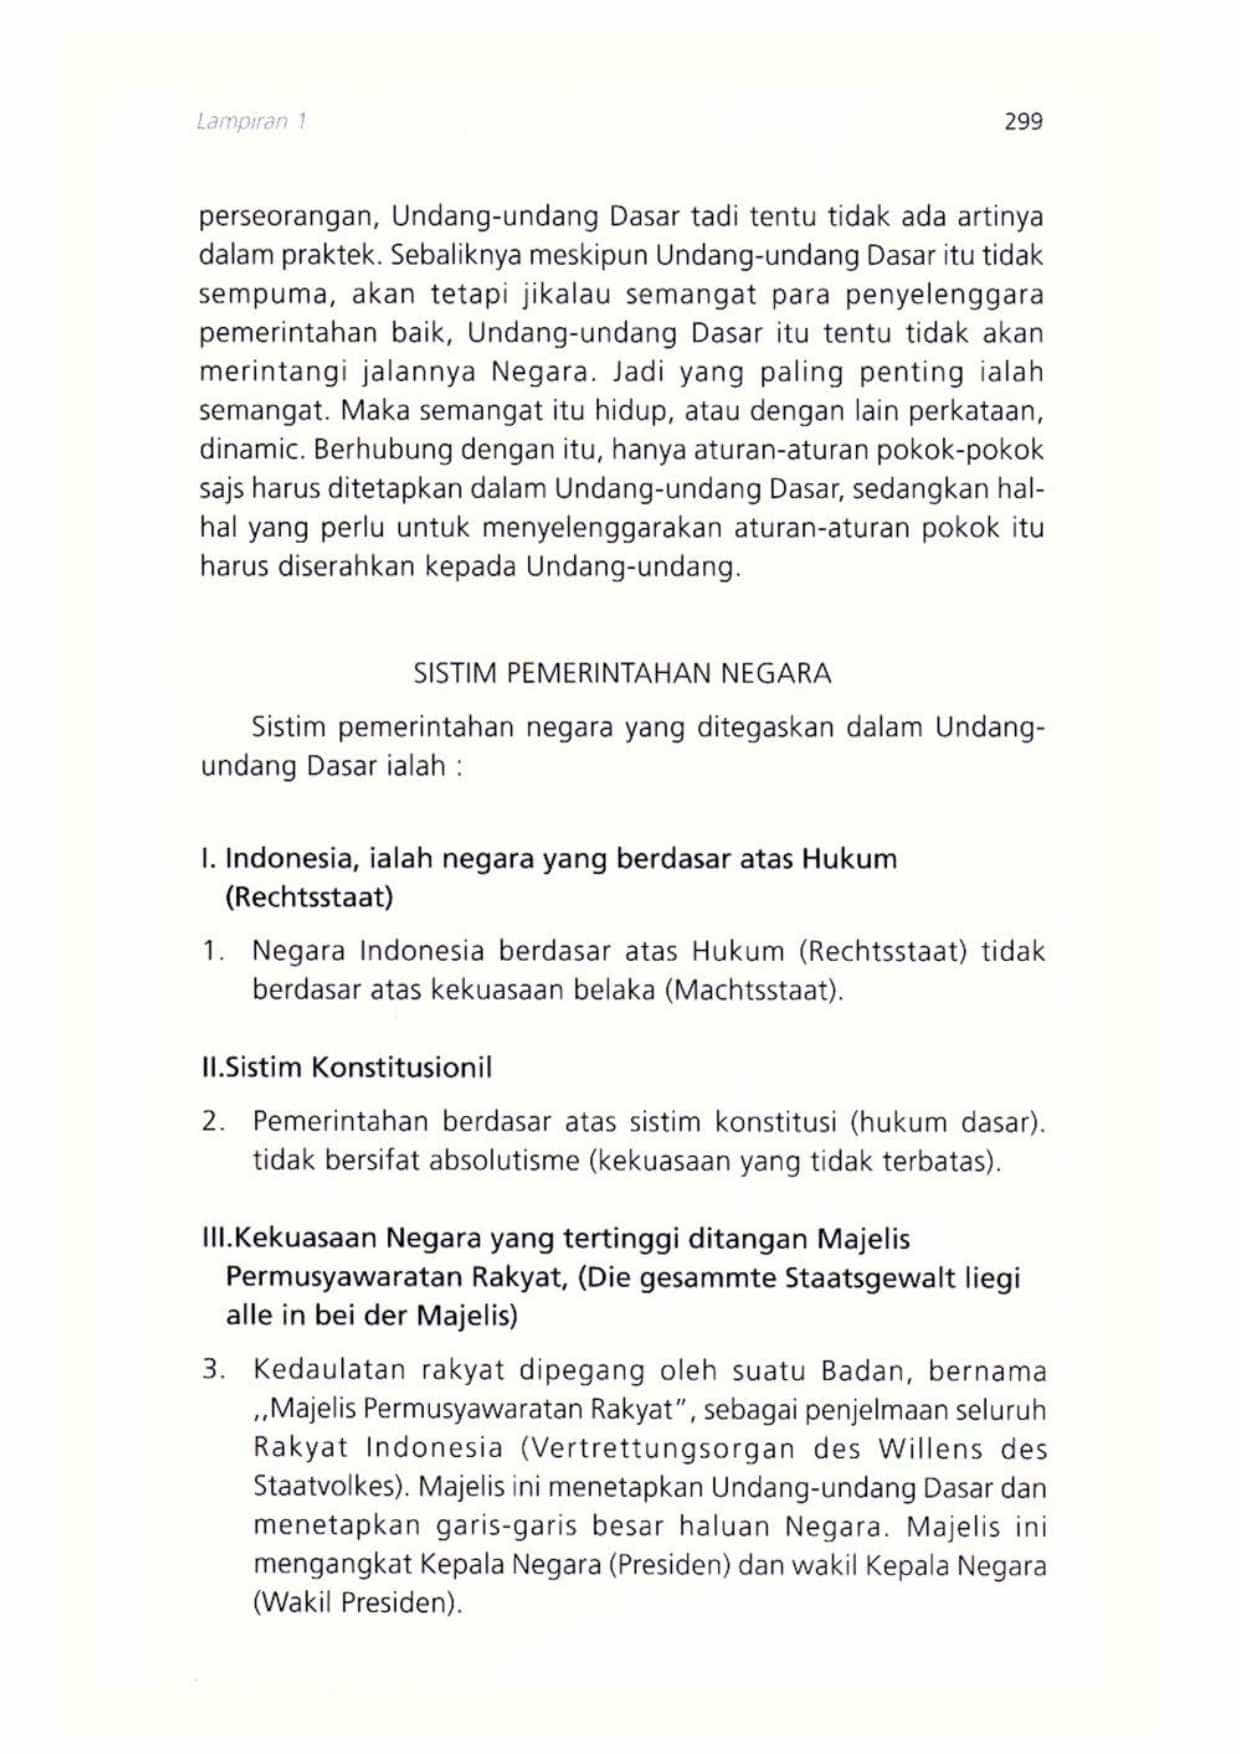 Lampiran 1
299
perseorangan, Undang-undang Dasar tadi tentu tidak ada artinya
dalam praktek. Sebaliknya meskipun Undang-undang Dasar itu tidak
sempuma, akan tetapi jikalau semangat para penyelenggara
pemerintahan baik, Undang-undang Dasar itu tentu tidak akan
merintangi jalannya Negara. Jadi yang paling penting ialah
semangat. Maka semangat itu hidup, atau dengan lain perkataan,
dinamic. Berhubung dengan itu, hanya aturan-aturan pokok-pokok
sajs harus ditetapkan dalam Undang-undang Dasar, sedangkan hal-
hal yang perlu untuk menyelenggarakan aturan-aturan pokok itu
harus diserahkan kepada Undang-undang.
SISTIM PEMERINTAHAN NEGARA
Sistim pemerintahan negara yang ditegaskan dalam Undang-
undang Dasar ialah :
I. Indonesia, ialah negara yang berdasar atas Hukum
(Rechtsstaat)
1. Negara Indonesia berdasar atas Hukum (Rechtsstaat) tidak
berdasar atas kekuasaan belaka (Machtsstaat).
II.Sistim Konstitusionil
2. Pemerintahan berdasar atas sistim konstitusi (hukum dasar).
tidak bersifat absolutisme (kekuasaan yang tidak terbatas).
III.Kekuasaan Negara yang tertinggi ditangan Majelis
Permusyawaratan Rakyat, (Die gesammte Staatsgewalt liegi
alle in bei der Majelis)
3. Kedaulatan rakyat dipegang oleh suatu Badan, bernama
,,Majelis Permusyawaratan Rakyat", sebagai penjelmaan seluruh
Rakyat Indonesia (Vertrettungsorgan des Willens des
Staatvolkes). Majelis ini menetapkan Undang-undang Dasar dan
menetapkan garis-garis besar haluan Negara. Majelis ini
mengangkat Kepala Negara (Presiden) dan wakil Kepala Negara
(Wakil Presiden).